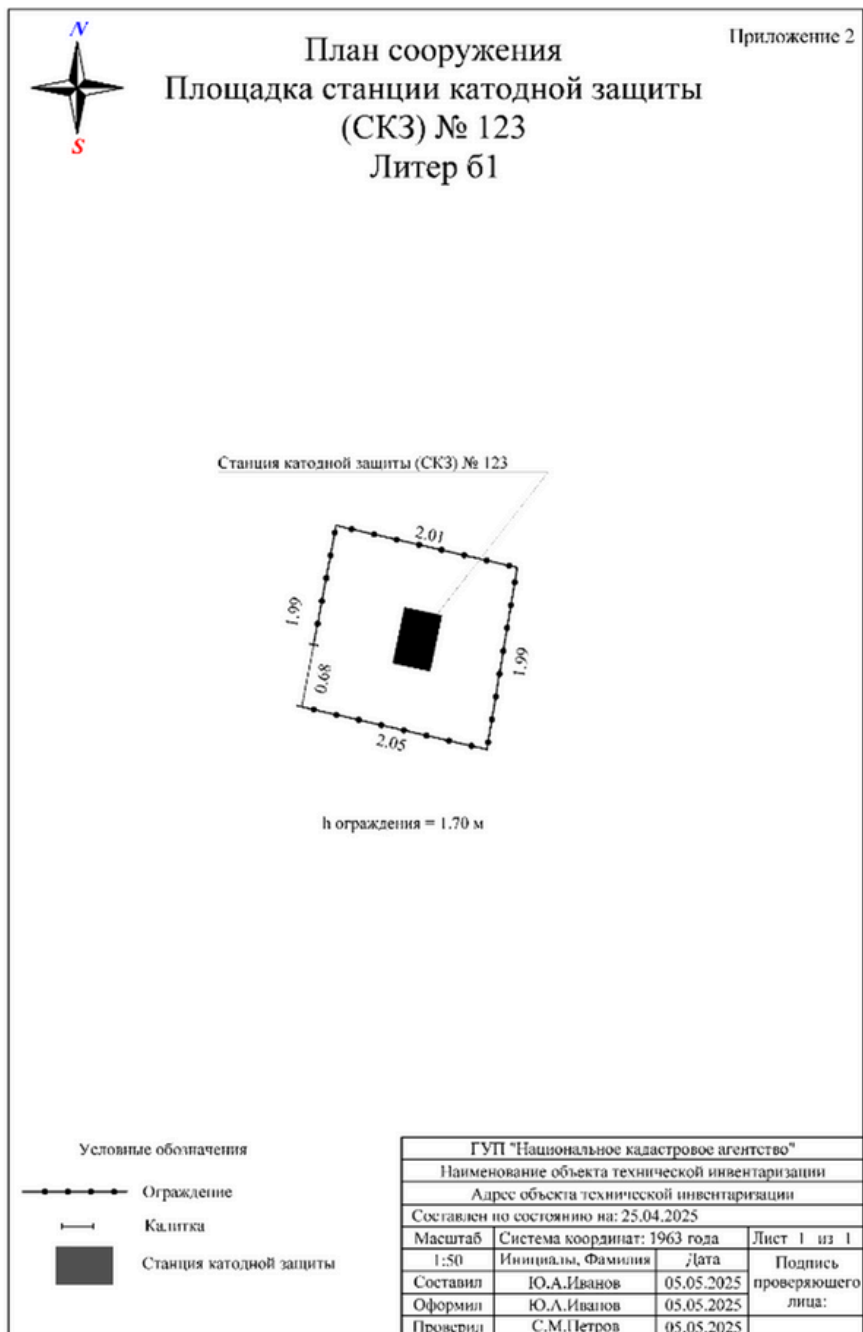 N
S
Приложение 2
План сооружения
Площадка станции катодной защиты
(СКЗ) № 123
Литер б1
Станция катодной защиты (СКЗ) № 123
2.01
1.99
1.99
0.68
2.05
h ограждения = 1.70 м
Условные обозначения
Ограждение
Калитка
Станция катодной защиты
ГУП "Национальное кадастровое агентство"
Наименование объекта технической инвентаризации
Адрес объекта технической инвентаризации
Составлен по состоянию на: 25.04.2025
Масштаб Система координат: 1963 года Лист 1 из 1
1:50 Инициалы, Фамилия Дата Подпись проверяющего лица:
Составил Ю.А.Иванов 05.05.2025
Оформил Ю.А.Иванов 05.05.2025
Проверил С.М.Петров 05.05.2025